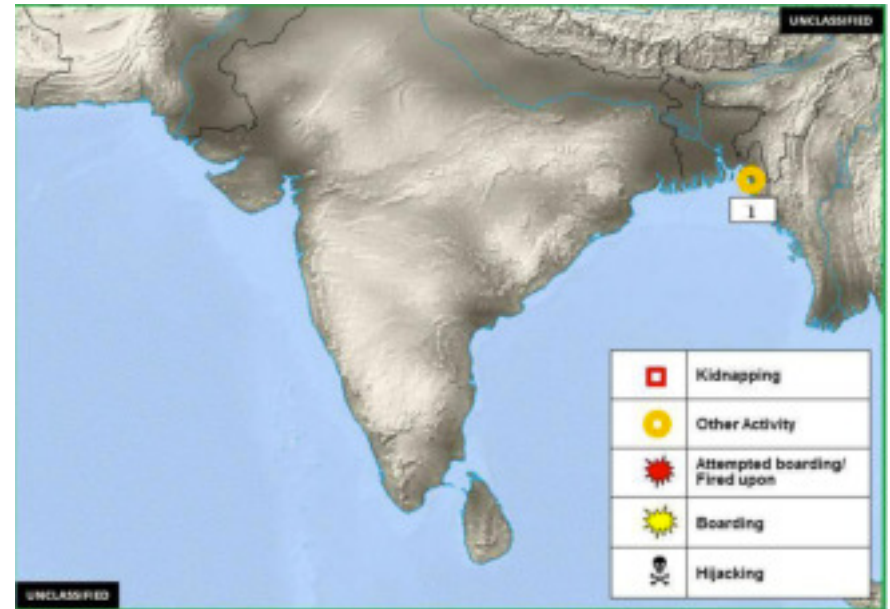 UNCLASSIFIED
1
Kidnapping
Other Activity
Attempted boarding/
Fired upon
Boarding
Hijacking
UNCLASSIFIED